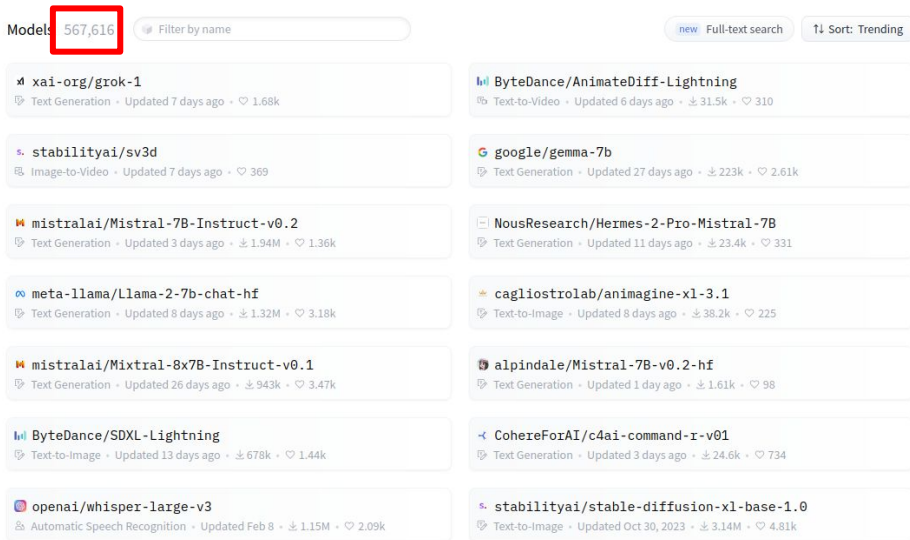 Models 567,616 Filter by name new Full-text search ↑↓ Sort: Trending
xai-org/grok-1
Text Generation • Updated 7 days ago • ♡ 1.68k
ByteDance/AnimateDiff-Lightning
Text-to-Video • Updated 6 days ago • ↓ 31.5k • ♡ 310
stabilityai/sv3d
Image-to-Video • Updated 7 days ago • ♡ 369
google/gemma-7b
Text Generation • Updated 27 days ago • ↓ 223k • ♡ 2.61k
mistralai/Mistral-7B-Instruct-v0.2
Text Generation • Updated 3 days ago • ↓ 1.94M • ♡ 1.36k
NousResearch/Hermes-2-Pro-Mistral-7B
Text Generation • Updated 11 days ago • ↓ 23.4k • ♡ 331
meta-llama/Llama-2-7b-chat-hf
Text Generation • Updated 8 days ago • ↓ 1.32M • ♡ 3.18k
cagliostrolab/animagine-xl-3.1
Text-to-Image • Updated 8 days ago • ↓ 38.2k • ♡ 225
mistralai/Mixtral-8x7B-Instruct-v0.1
Text Generation • Updated 26 days ago • ↓ 943k • ♡ 3.47k
alpindale/Mistral-7B-v0.2-hf
Text Generation • Updated 1 day ago • ↓ 1.61k • ♡ 98
ByteDance/SDXL-Lightning
Text-to-Image • Updated 13 days ago • ↓ 678k • ♡ 1.44k
CohereForAI/c4ai-command-r-v01
Text Generation • Updated 3 days ago • ↓ 24.6k • ♡ 734
openai/whisper-large-v3
Automatic Speech Recognition • Updated Feb 8 • ↓ 1.15M • ♡ 2.09k
stabilityai/stable-diffusion-xl-base-1.0
Text-to-Image • Updated Oct 30, 2023 • ↓ 3.14M • ♡ 4.81k